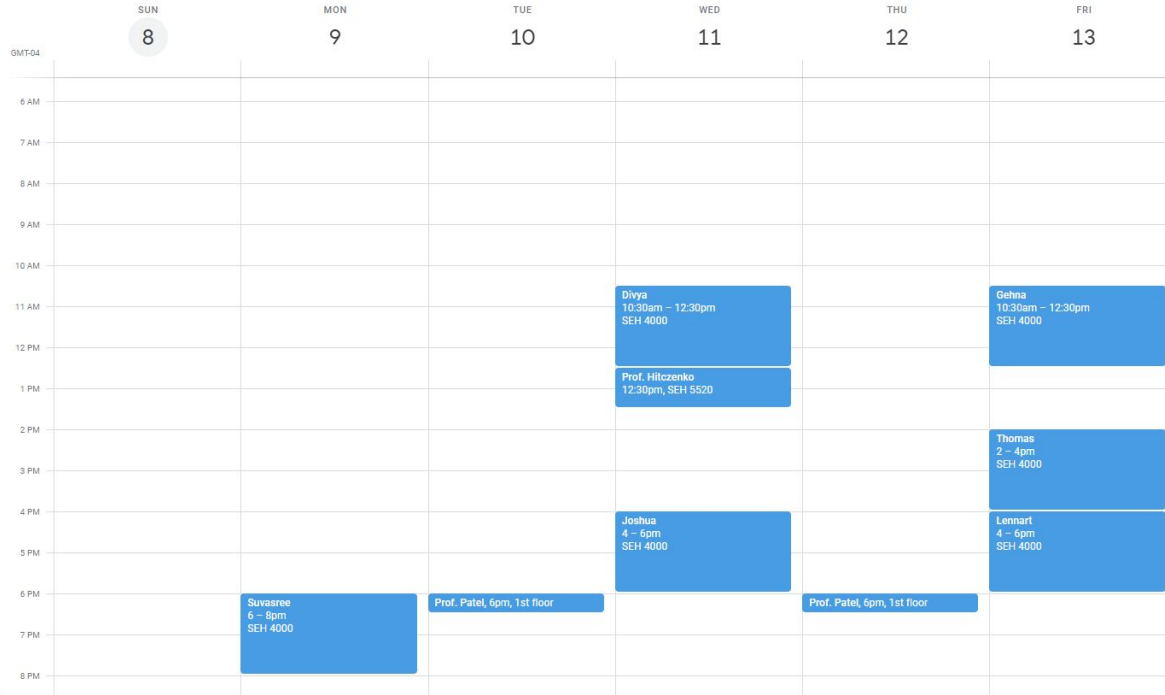 SUN
8
MON
9
TUE
10
WED
11
THU
12
FRI
13
GMT-04
6 AM
7 AM
8 AM
9 AM
10 AM
11 AM
12 PM
1 PM
2 PM
3 PM
4 PM
5 PM
6 PM
7 PM
8 PM
Suvasree
6 – 8pm
SEH 4000
Prof. Patel, 6pm, 1st floor
Divya
10:30am – 12:30pm
SEH 4000
Prof. Hitczenko
12:30pm, SEH 5520
Joshua
4 – 6pm
SEH 4000
Prof. Patel, 6pm, 1st floor
Gehna
10:30am – 12:30pm
SEH 4000
Thomas
2 – 4pm
SEH 4000
Lennart
4 – 6pm
SEH 4000